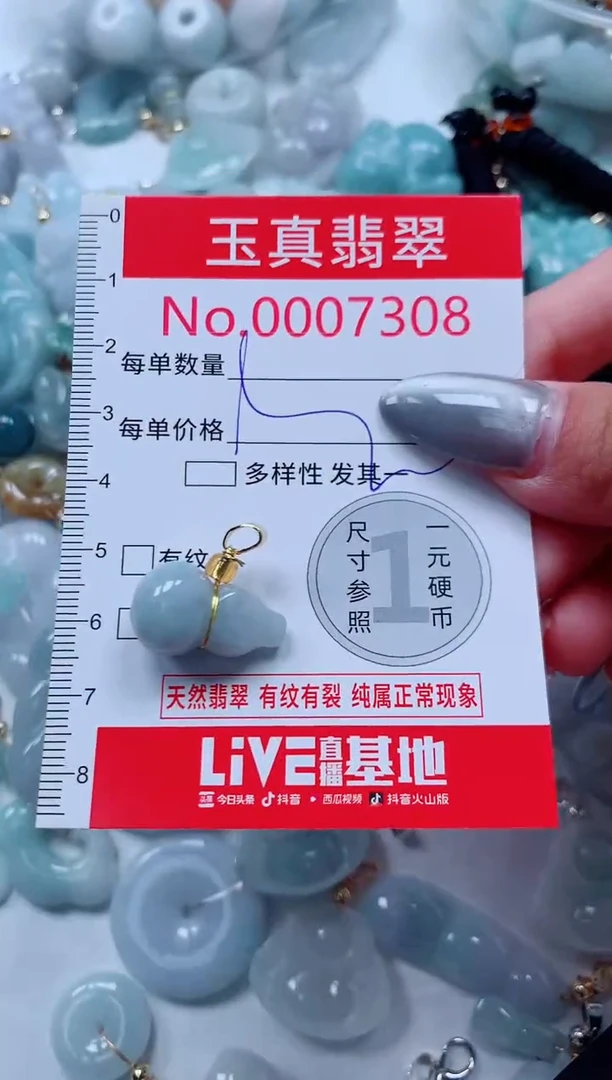 玉真翡翠
No.0007308
每单数量
每单价格
多样性 发其一
有纹
尺寸参照
1
一元硬币
天然翡翠 有纹有裂 纯属正常现象
LiVE直播基地
今日头条 抖音 西瓜视频 抖音火山版
0
1
2
3
4
5
6
7
8